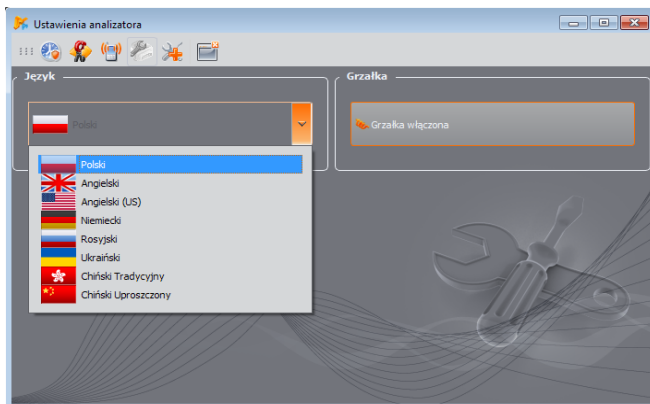 Ustawienia analizatora
Język
Grzałka
Polski
Grzałka włączona
Polski
Angielski
Angielski (US)
Niemiecki
Rosyjski
Ukraiński
Chiński Tradycyjny
Chiński Uproszczony